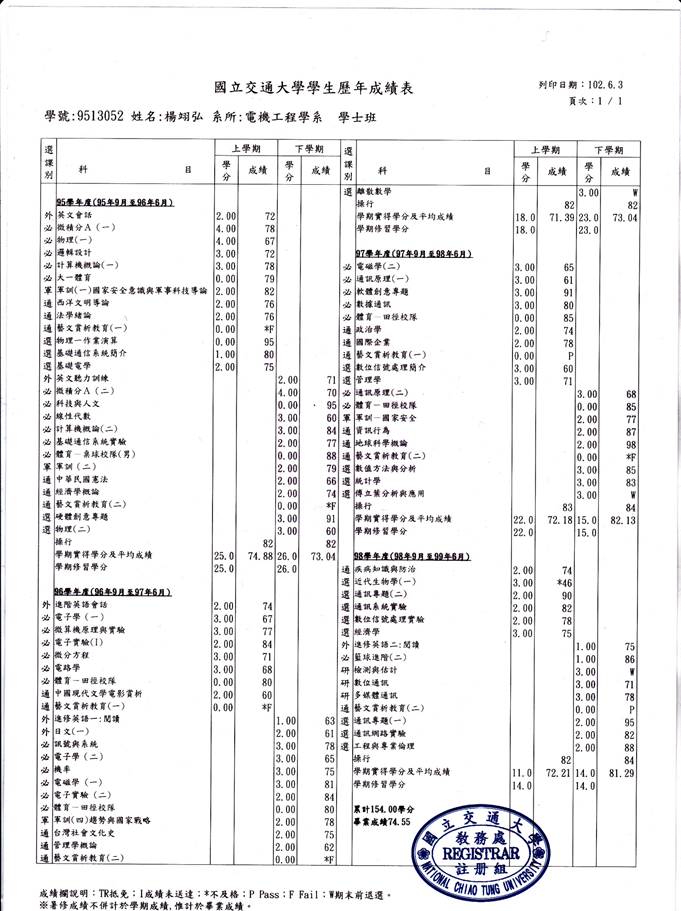 國立交通大學學生歷年成績表
列印日期：102.6.3
頁次：1 / 1
學號：9513052 姓名：楊翊弘 系所：電機工程學系 學士班
選課別 科目 上學期 下學期
學分 成績 學分 成績
95學年度(95年9月至96年6月)
外 英文會話 2.00 72
必 微積分A (一) 4.00 78
必 物理(一) 4.00 67
必 邏輯設計 3.00 72
必 計算機概論(一) 3.00 78
必 大一體育 0.00 79
軍 軍訓(一)國家安全意識與軍事科技導論 2.00 82
通 西洋文明導論 2.00 76
通 法學緒論 2.00 76
通 藝文賞析教育(一) 0.00 *F
選 物理一作業演算 0.00 95
選 基礎通信系統簡介 1.00 80
選 基礎電學 2.00 75
外 英文聽力訓練 2.00 71
必 微積分A (二) 4.00 70
必 科技與人文 0.00 95
必 線性代數 3.00 60
必 計算機概論(二) 3.00 84
必 基礎通信系統實驗 2.00 77
必 體育－桌球校隊(男) 0.00 88
軍 軍訓(二) 2.00 79
通 中華民國憲法 2.00 66
通 經濟學概論 2.00 74
通 藝文賞析教育(二) 0.00 *F
選 硬體創意專題 3.00 91
選 物理(二) 3.00 60
操行 82 82
學期實得學分及平均成績 25.0 74.88 26.0 73.04
學期修習學分 25.0 26.0
96學年度(96年9月至97年6月)
外 進階英語會話 2.00 74
必 電子學(一) 3.00 67
必 微算機原理與實驗 3.00 77
必 電子實驗(I) 2.00 84
必 微分方程 3.00 71
必 電路學 3.00 68
必 體育－田徑校隊 0.00 80
通 中國現代文學電影賞析 2.00 60
通 藝文賞析教育(一) 0.00 *F
外 進修英語一：閱讀 1.00 63
外 日文(一) 2.00 61
必 訊號與系統 3.00 78
必 電子學(二) 3.00 65
必 機率 3.00 75
必 電磁學(一) 3.00 81
必 電子實驗(二) 2.00 84
必 體育－田徑校隊 0.00 80
軍 軍訓(四)趨勢與國家戰略 2.00 78
通 台灣社會文化史 2.00 75
通 管理學概論 2.00 62
通 藝文賞析教育(二) 0.00 *F
選課別 科目 上學期 下學期
學分 成績 學分 成績
選 離散數學 3.00 W
操行 82 82
學期實得學分及平均成績 18.0 71.39 23.0 73.04
學期修習學分 18.0 23.0
97學年度(97年9月至98年6月)
必 電磁學(二) 3.00 65
必 通訊原理(一) 3.00 61
必 軟體創意專題 3.00 91
必 數據通訊 3.00 80
必 體育－田徑校隊 0.00 85
通 政治學 2.00 74
通 國際企業 2.00 78
通 藝文賞析教育(一) 0.00 P
選 數位信號處理簡介 3.00 60
選 管理學 3.00 71
必 通訊原理(二) 3.00 68
必 體育－田徑校隊 0.00 85
軍 軍訓－國家安全 2.00 77
通 資訊行為 2.00 87
通 地球科學概論 2.00 98
通 藝文賞析教育(二) 0.00 *F
選 數值方法與分析 3.00 85
選 統計學 3.00 83
選 傅立葉分析與應用 3.00 W
操行 83 84
學期實得學分及平均成績 22.0 72.18 15.0 82.13
學期修習學分 22.0 15.0
98學年度(98年9月至99年6月)
通 疾病知識與防治 2.00 74
選 近代生物學(一) 3.00 *46
選 通訊專題(二) 2.00 90
選 通訊系統實驗 2.00 82
選 數位信號處理實驗 2.00 78
選 經濟學 3.00 75
外 進修英語二：閱讀 1.00 75
必 籃球進階(二) 1.00 86
研 檢測與估計 3.00 W
研 數位通訊 3.00 71
研 多媒體通訊 3.00 78
通 藝文賞析教育(二) 0.00 P
選 通訊專題(一) 2.00 95
選 通訊網路實驗 2.00 82
選 工程與專業倫理 2.00 88
操行 82 84
學期實得學分及平均成績 11.0 72.21 14.0 81.29
學期修習學分 14.0 14.0
累計154.00學分
畢業成績74.55
國立交通大學
教務處
REGISTRAR
註冊組
NATIONAL CHIAO TUNG UNIVERSITY
成績欄說明：TR抵免；I成績未送達；*不及格；P Pass；F Fail；W期末前退選。
※暑修成績不併計於學期成績，惟計於畢業成績。